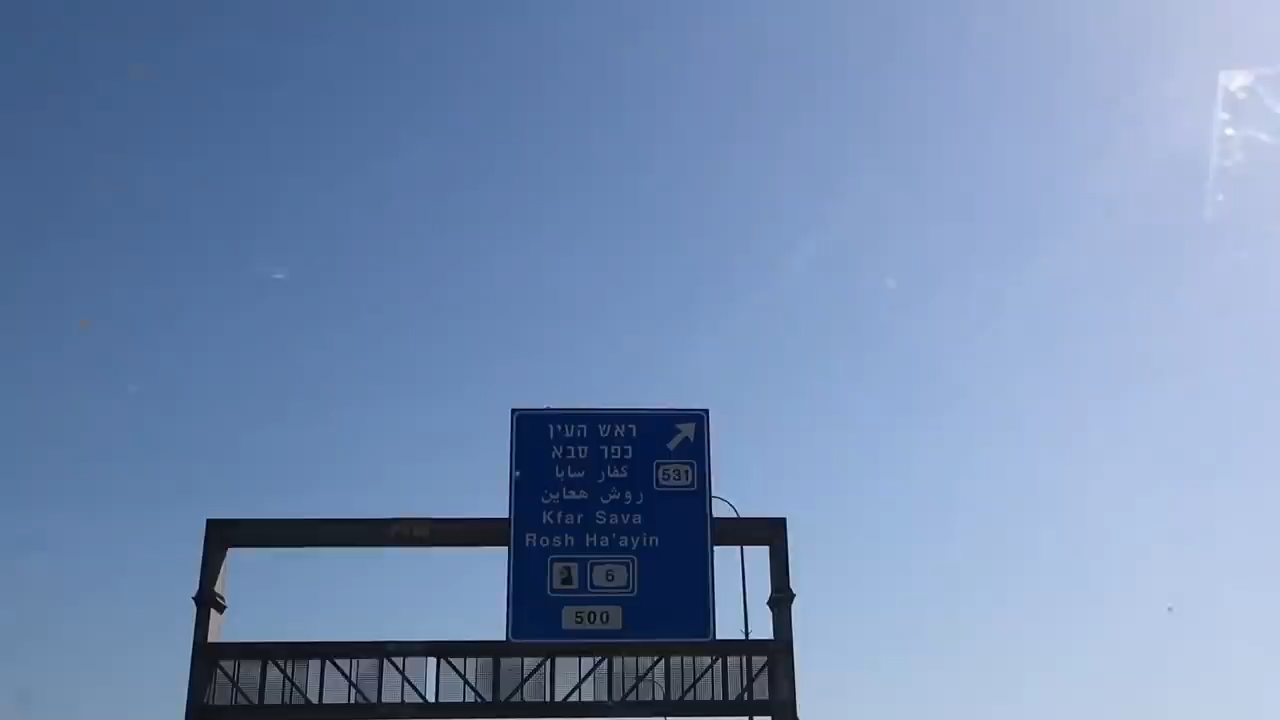 ראש העין
כפר סבא
531
كفار سابا
روش هعاين
Kfar Sava
Rosh Ha'ayin
6
500